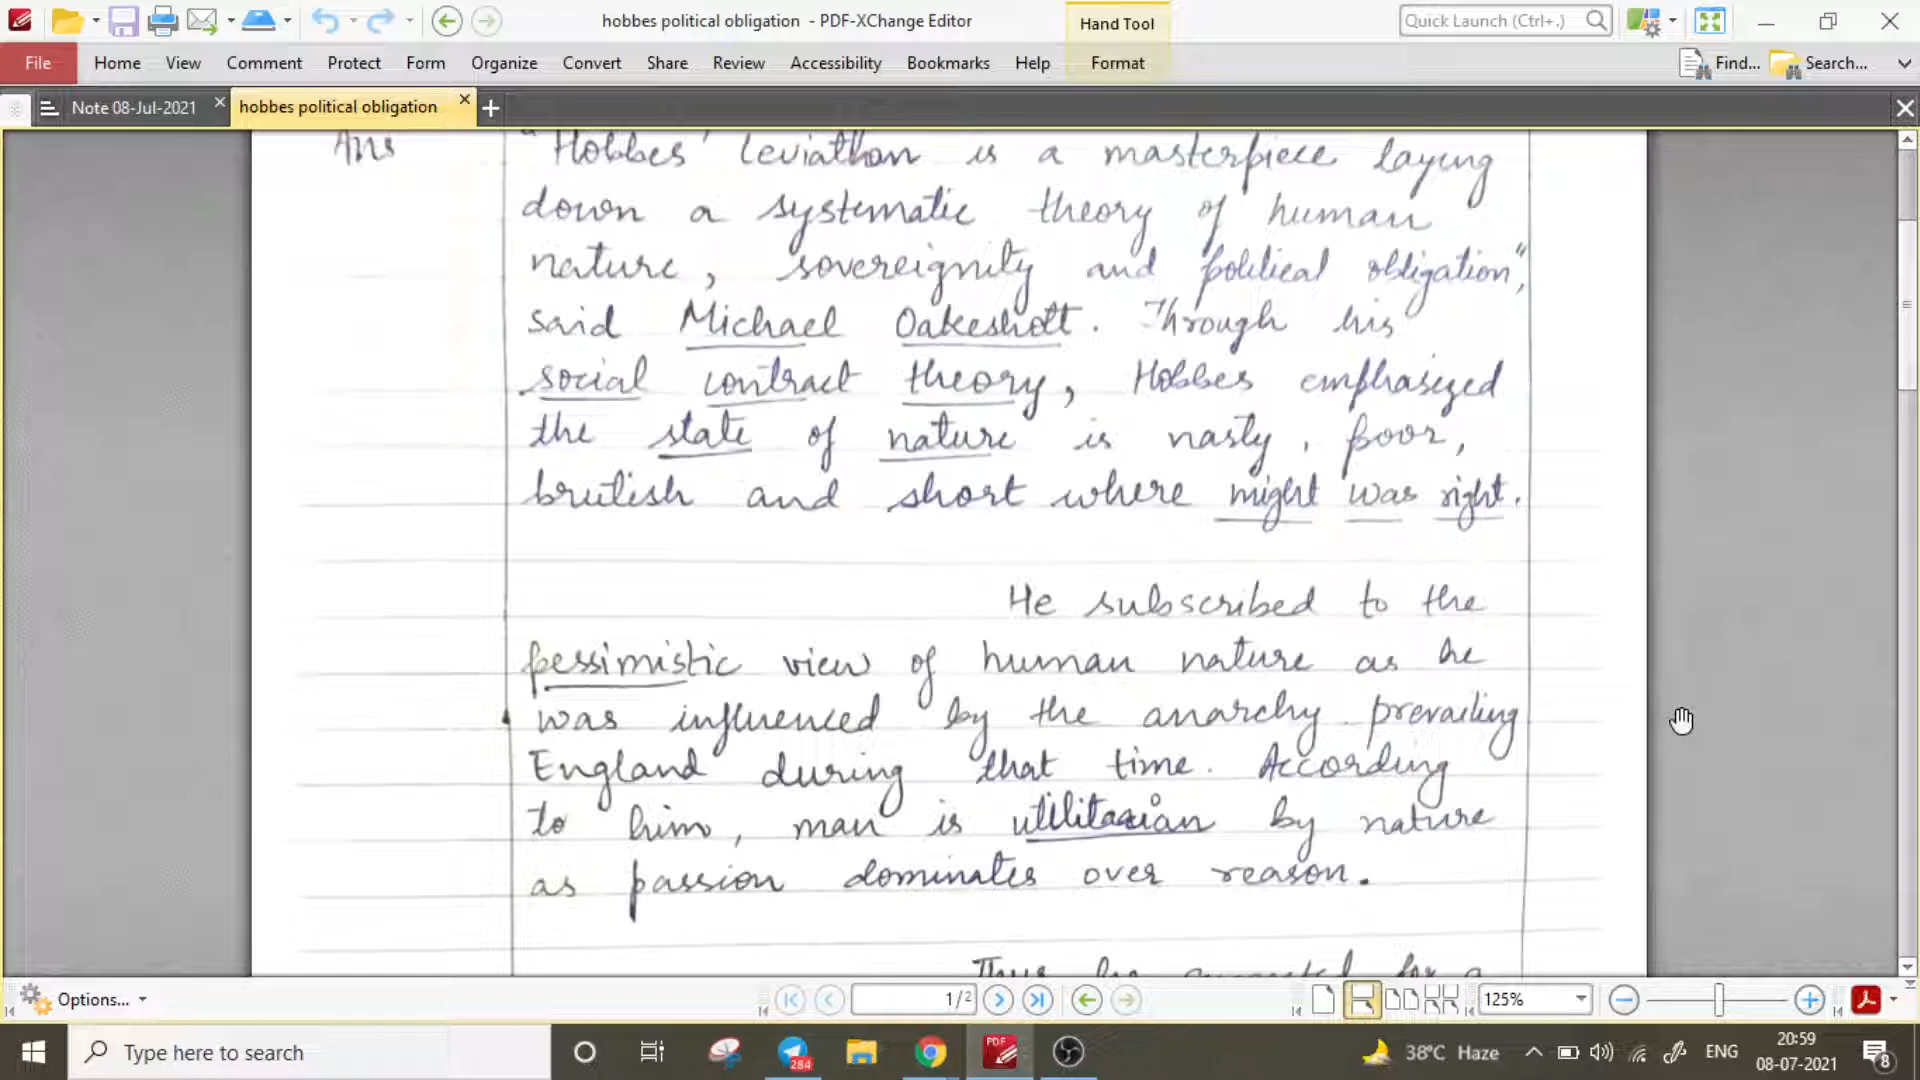 hobbes political obligation - PDF-XChange Editor
Hand Tool
Quick Launch (Ctrl+.)
File Home View Comment Protect Form Organize Convert Share Review Accessibility Bookmarks Help Format Find... Search...
Note 08-Jul-2021 hobbes political obligation
Ans "Hobbes' Leviathan is a masterpiece laying
down a systematic theory of human
nature, sovereignity and political obligation",
said Michael Oakeshott. Through his
social contract theory, Hobbes emphasized
the state of nature is nasty, poor,
brutish and short where might was right.
He subscribed to the
pessimistic view of human nature as he
was influenced by the anarchy prevailing
England during that time. According
to him, man is utilitarian by nature
as passion dominates over reason.
Thus he
for a
Options... 1/2 125%
Type here to search 284 PDF 38°C Haze ENG 20:59
08-07-2021 8